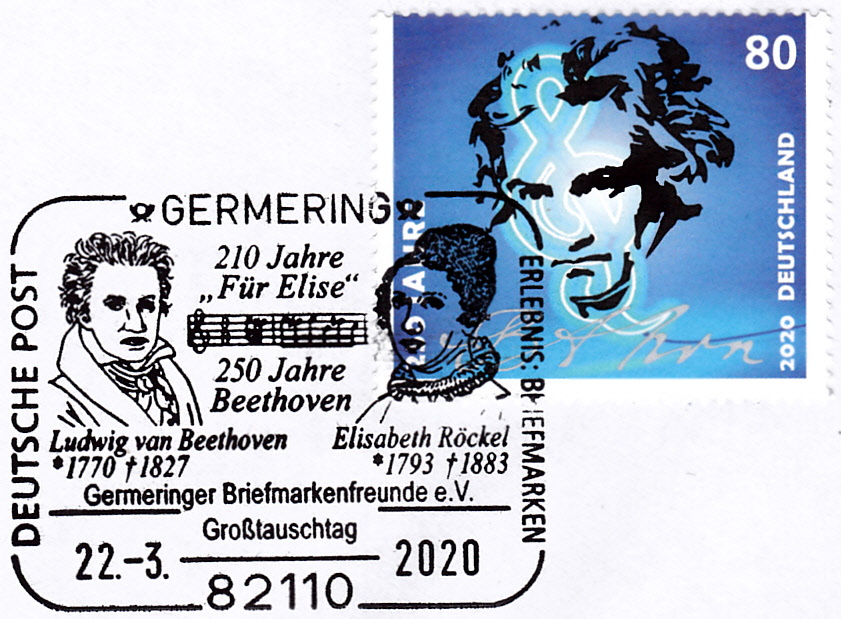 80
2020 DEUTSCHLAND
GERMERING
DEUTSCHE POST
210 Jahre
„Für Elise“
250 Jahre
Beethoven
Ludwig van Beethoven
*1770 †1827
Elisabeth Röckel
*1793 †1883
Germeringer Briefmarkenfreunde e.V.
Großtauschtag
22.-3. 2020
82110
ERLEBNIS: BRIEFMARKEN